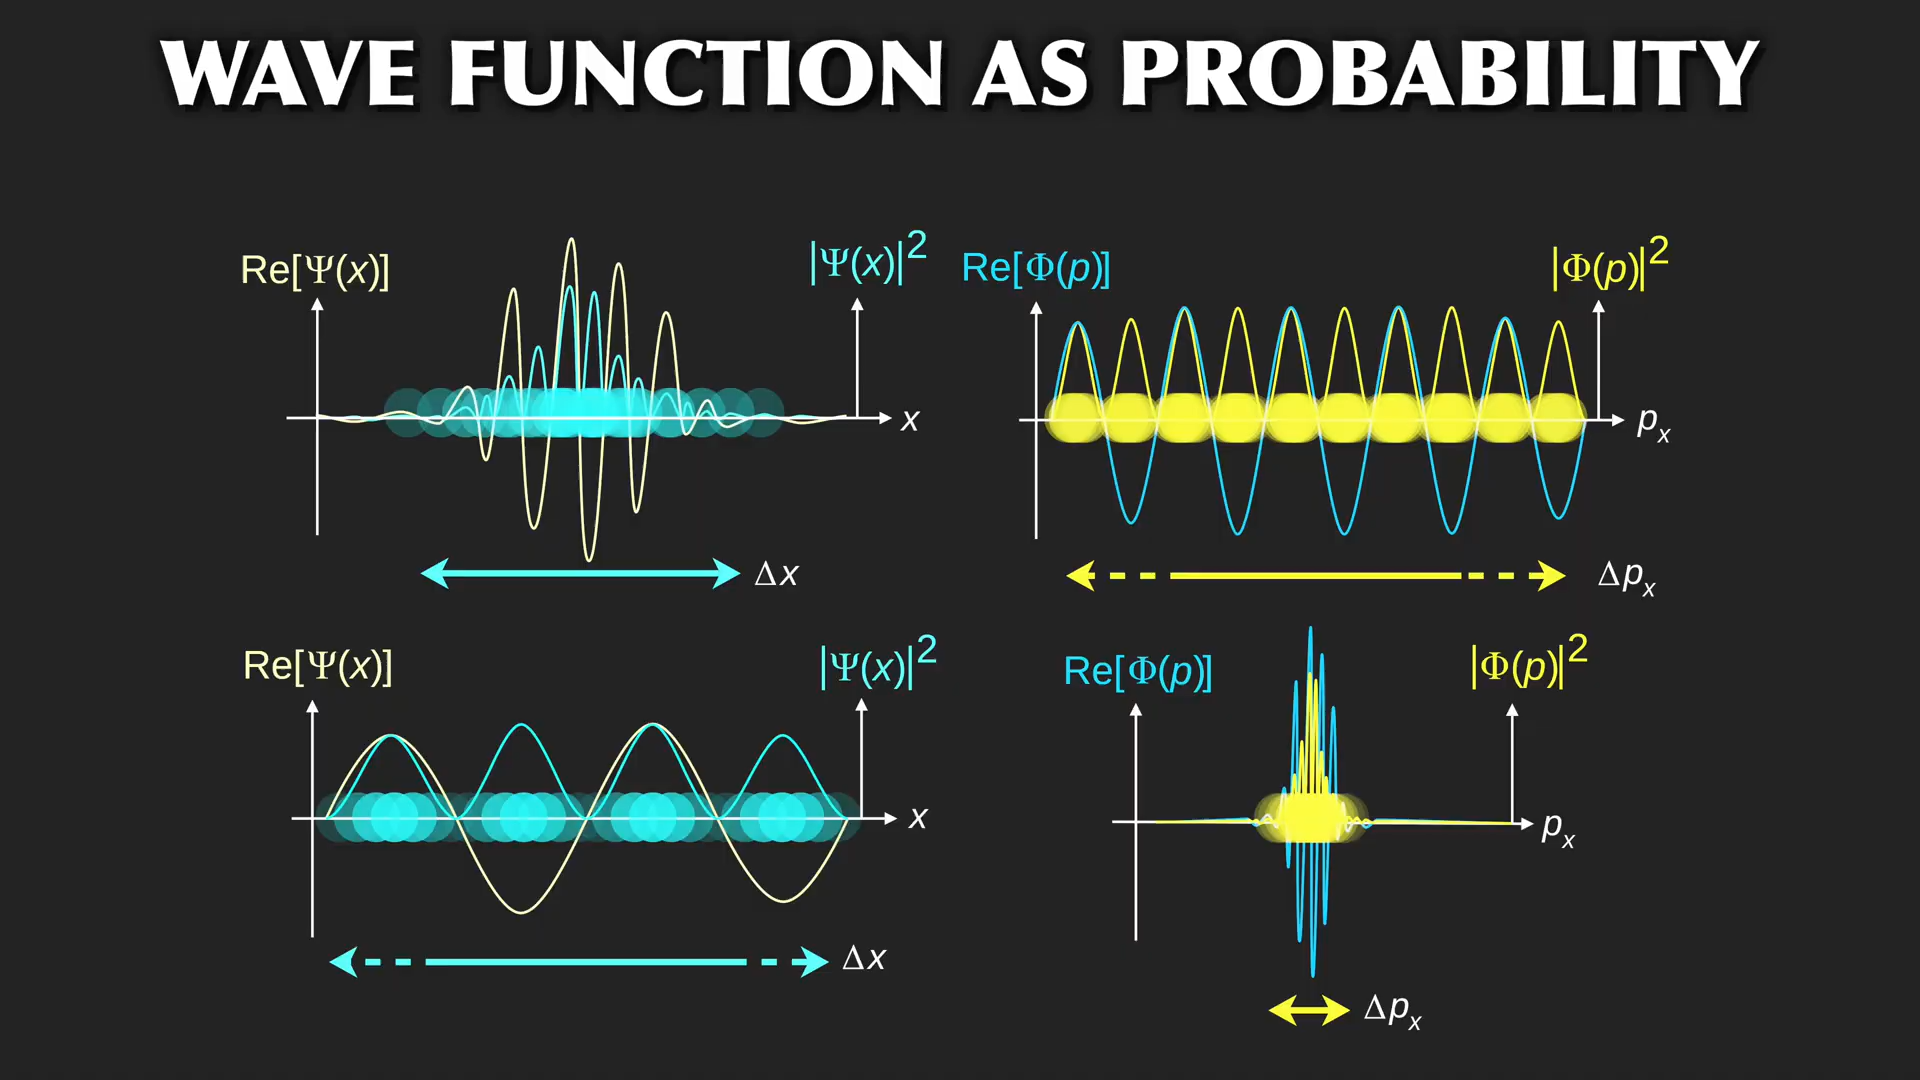 WAVE FUNCTION AS PROBABILITY
Re[Ψ(x)]
|Ψ(x)|²
x
Δx
Re[Φ(p)]
|Φ(p)|²
pₓ
Δpₓ
Re[Ψ(x)]
|Ψ(x)|²
x
Δx
Re[Φ(p)]
|Φ(p)|²
pₓ
Δpₓ